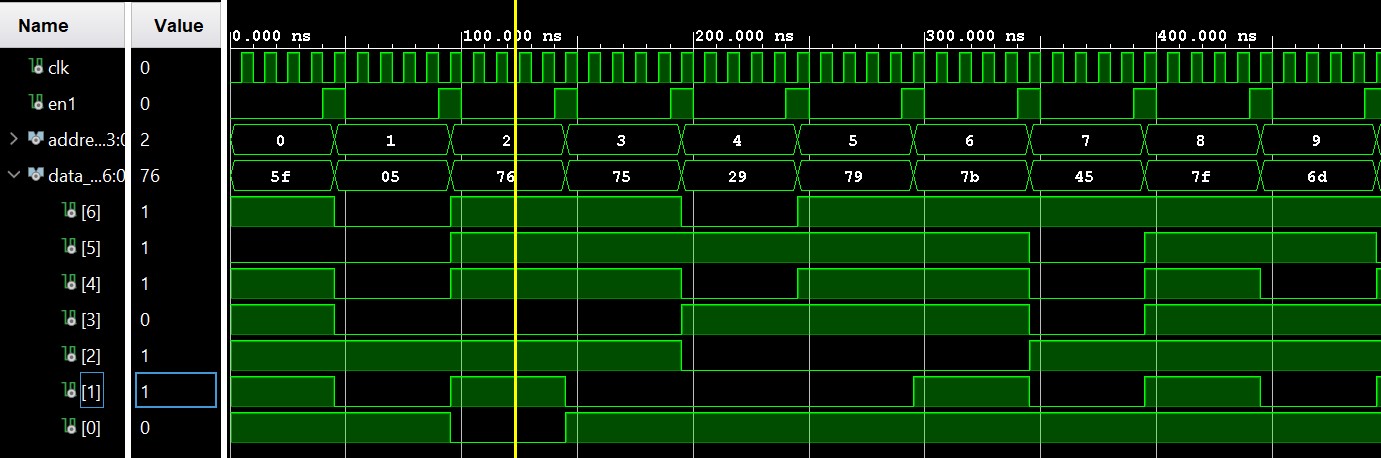 Name Value
0.000 ns 100.000 ns 200.000 ns 300.000 ns 400.000 ns
clk 0
en1 0
addre...3:0 2 0 1 2 3 4 5 6 7 8 9
data_...6:0 76 5f 05 76 75 29 79 7b 45 7f 6d
[6] 1
[5] 1
[4] 1
[3] 0
[2] 1
[1] 1
[0] 0